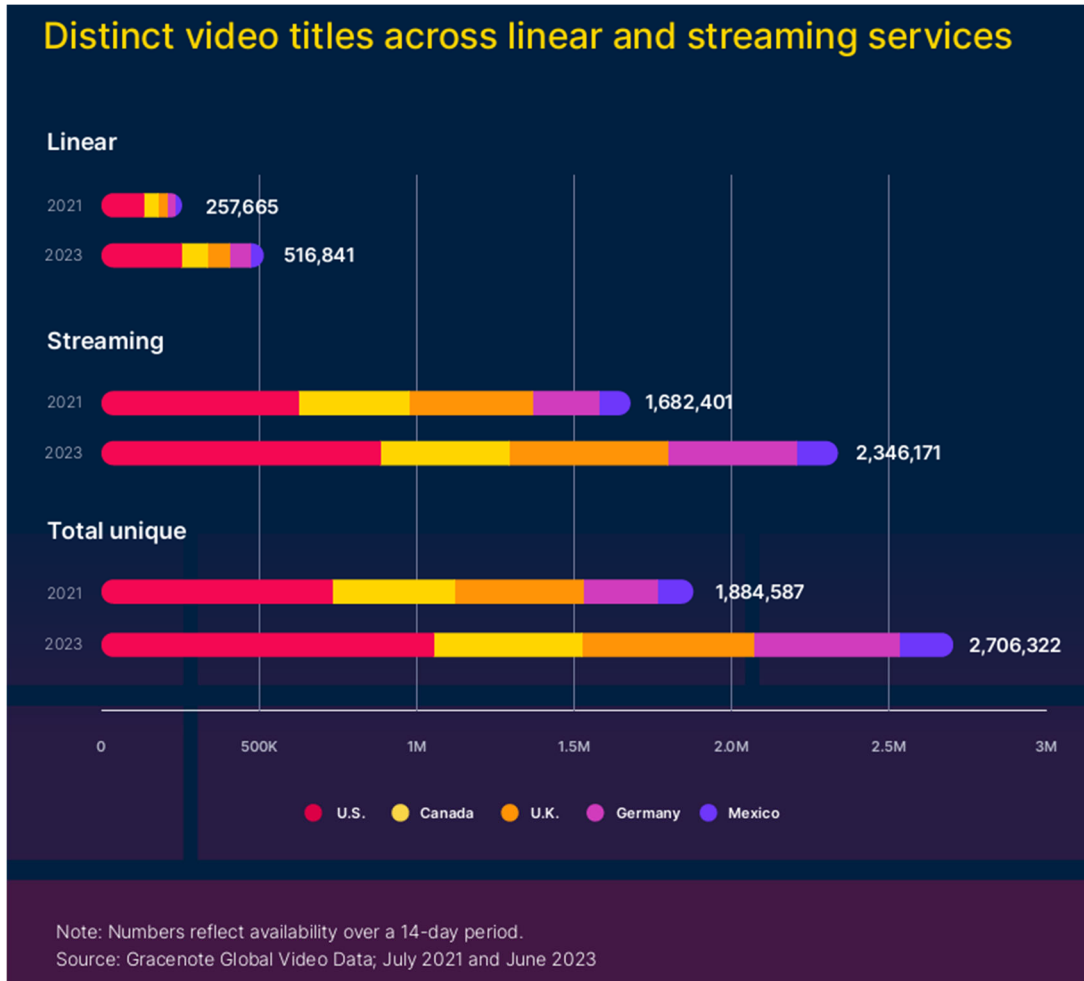 Distinct video titles across linear and streaming services
Linear
2021 257,665
2023 516,841
Streaming
2021 1,682,401
2023 2,346,171
Total unique
2021 1,884,587
2023 2,706,322
0 500K 1M 1.5M 2.0M 2.5M 3M
U.S. Canada U.K. Germany Mexico
Note: Numbers reflect availability over a 14-day period.
Source: Gracenote Global Video Data; July 2021 and June 2023